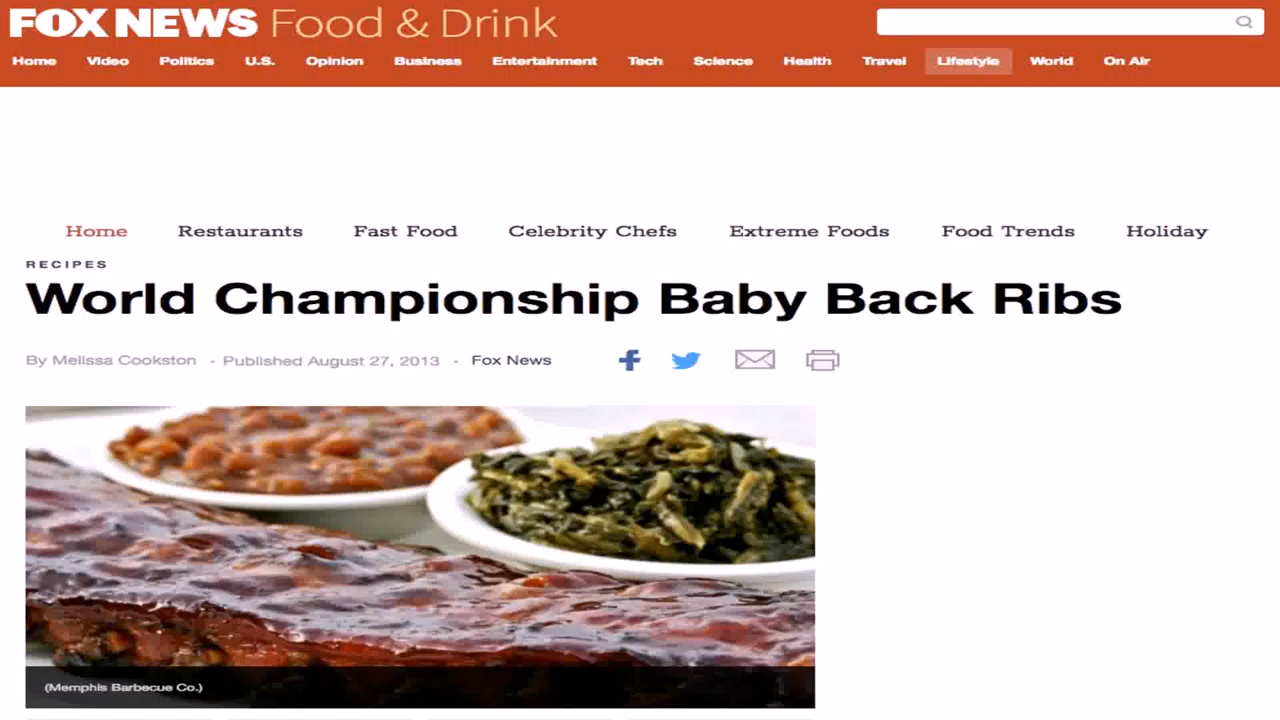 FOX NEWS Food & Drink
Home Video Politics U.S. Opinion Business Entertainment Tech Science Health Travel Lifestyle World On Air
Home Restaurants Fast Food Celebrity Chefs Extreme Foods Food Trends Holiday
RECIPES
World Championship Baby Back Ribs
By Melissa Cookston · Published August 27, 2013 · Fox News
(Memphis Barbecue Co.)